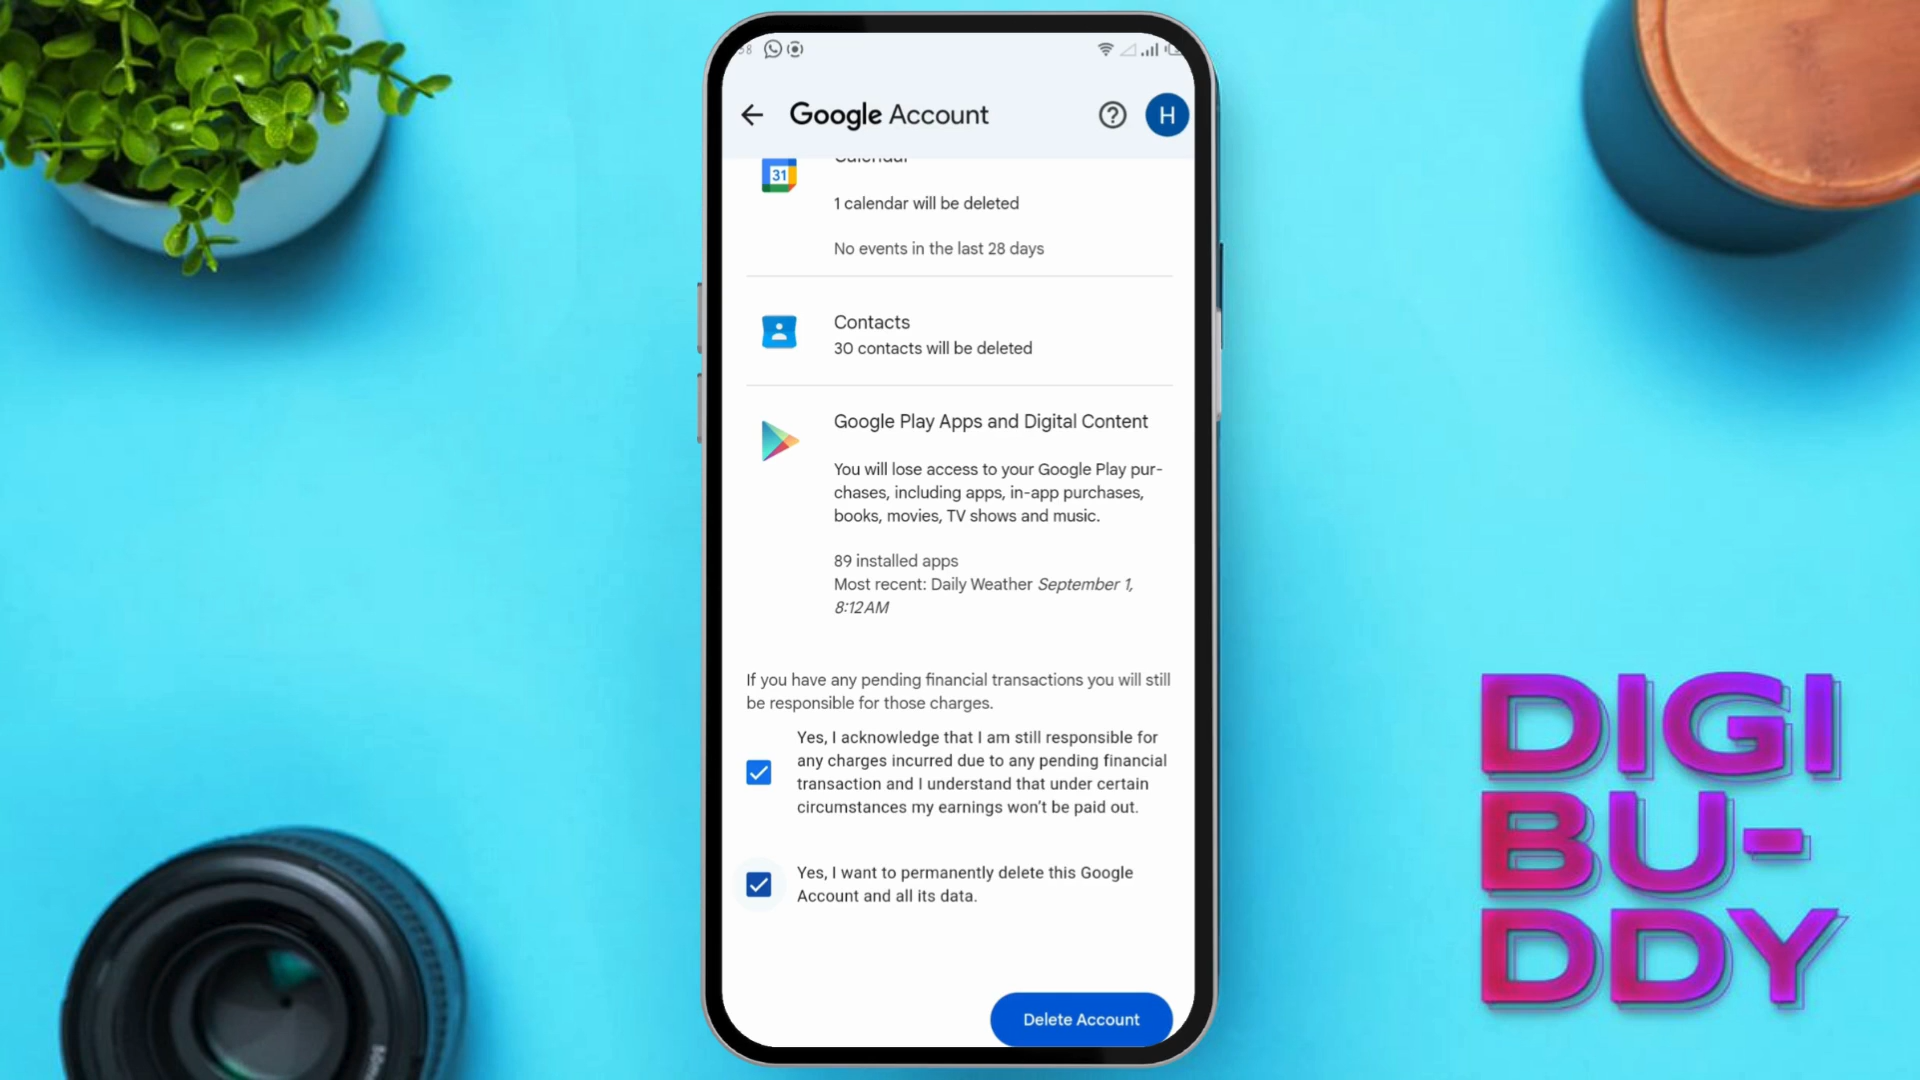 Google Account
H
Calendar
31
1 calendar will be deleted
No events in the last 28 days
Contacts
30 contacts will be deleted
Google Play Apps and Digital Content
You will lose access to your Google Play pur-
chases, including apps, in-app purchases,
books, movies, TV shows and music.
89 installed apps
Most recent: Daily Weather September 1,
8:12 AM
If you have any pending financial transactions you will still
be responsible for those charges.
Yes, I acknowledge that I am still responsible for
any charges incurred due to any pending financial
transaction and I understand that under certain
circumstances my earnings won't be paid out.
Yes, I want to permanently delete this Google
Account and all its data.
Delete Account
DIGI
BU-
DDY